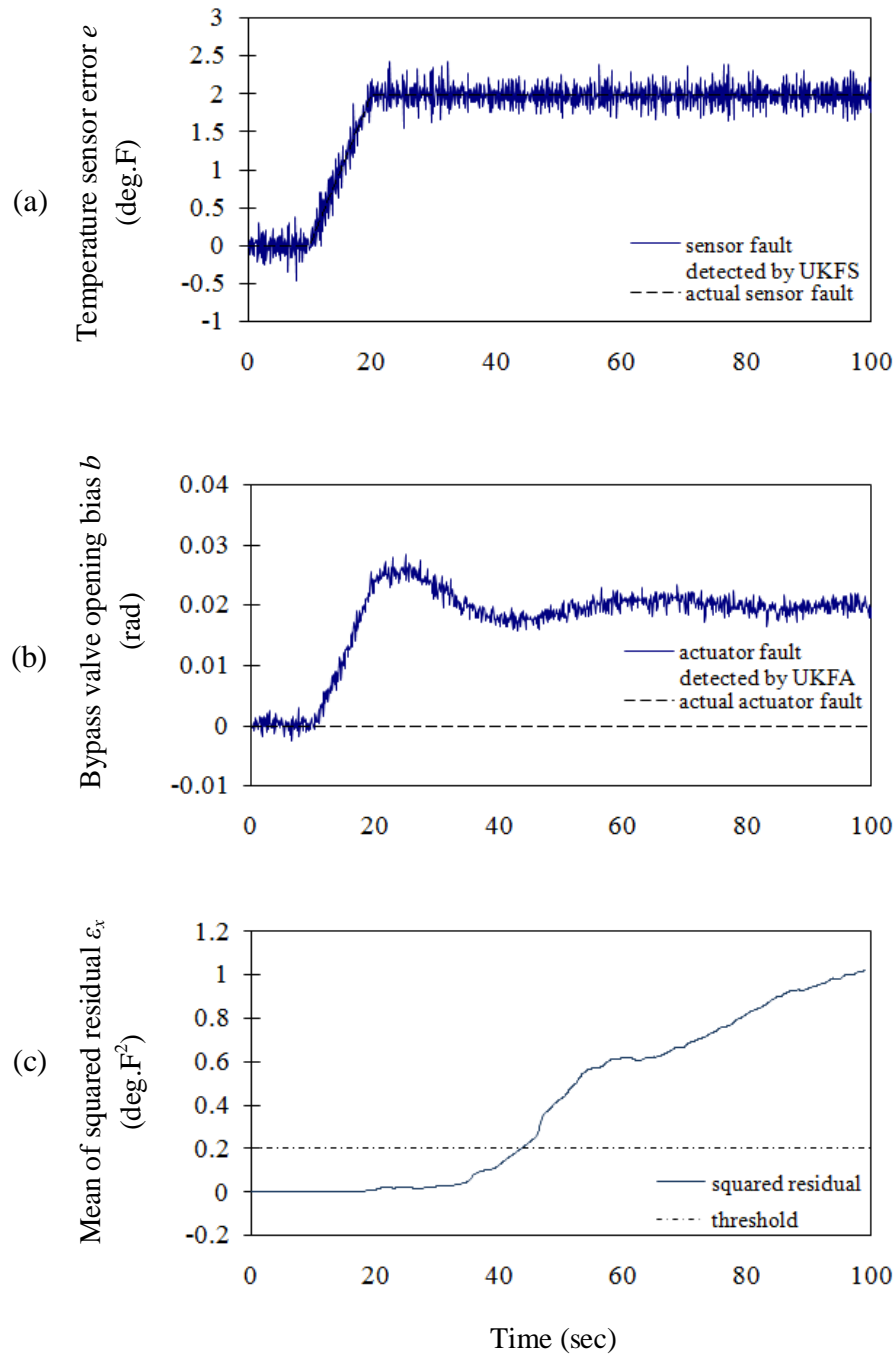 (a)
Temperature sensor error e
(deg.F)
3
2.5
2
1.5
1
0.5
0
-0.5
-1
sensor fault
detected by UKFS
actual sensor fault
0 20 40 60 80 100
(b)
Bypass valve opening bias b
(rad)
0.04
0.03
0.02
0.01
0
-0.01
actuator fault
detected by UKFA
actual actuator fault
0 20 40 60 80 100
(c)
Mean of squared residual εx
(deg.F²)
1.2
1
0.8
0.6
0.4
0.2
0
-0.2
squared residual
threshold
0 20 40 60 80 100
Time (sec)